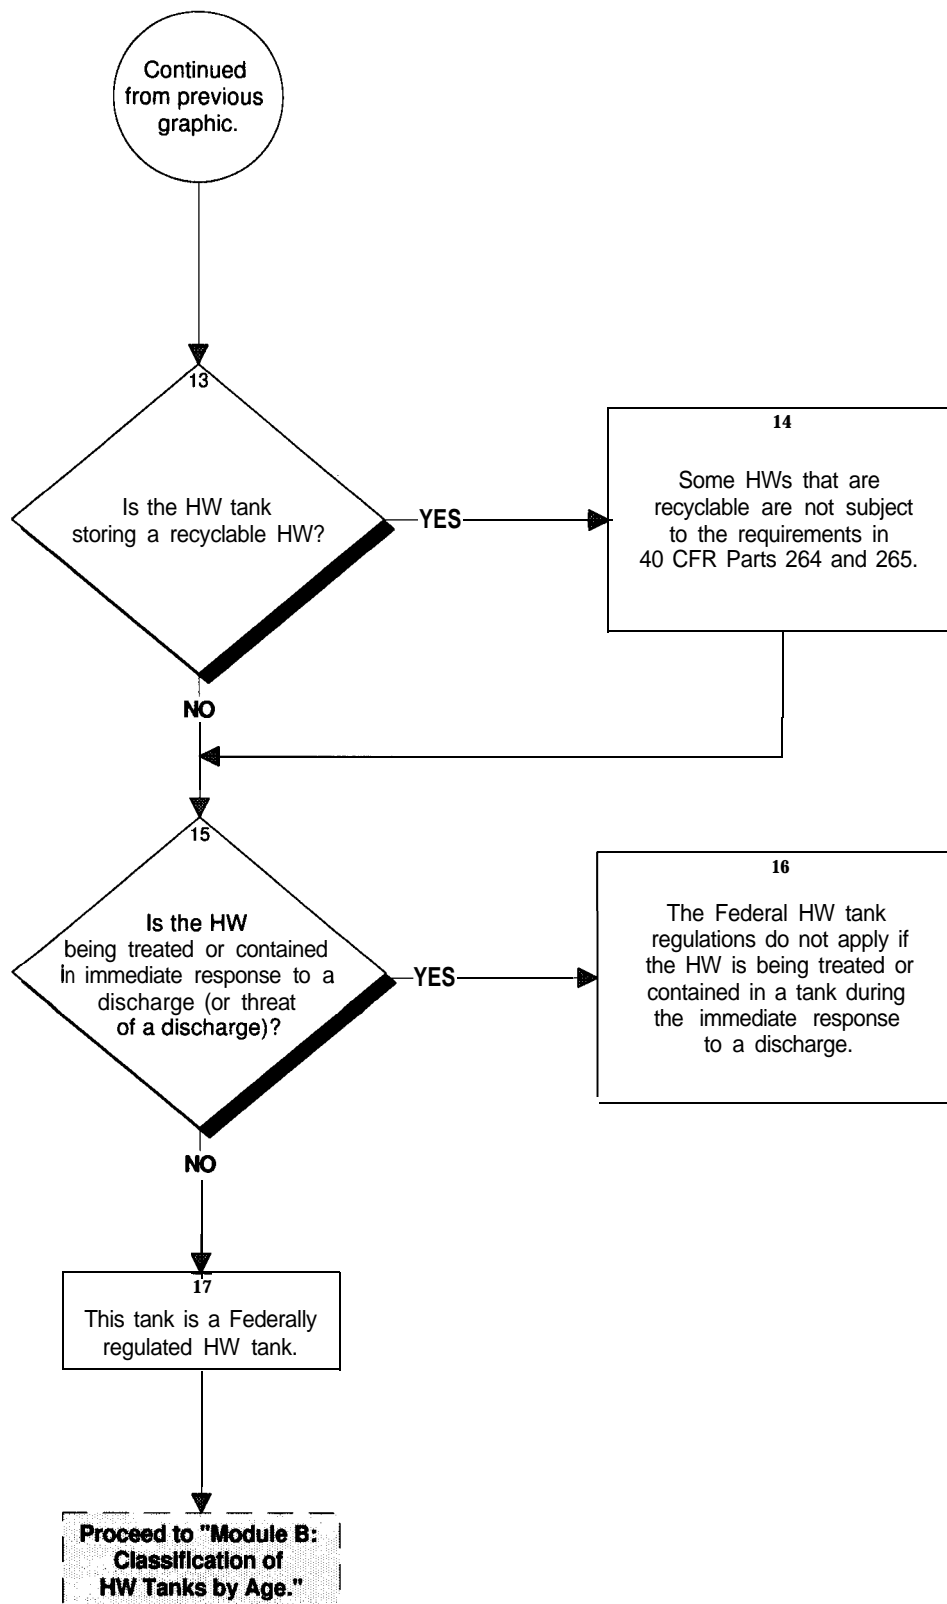 Continued
from previous
graphic.
13
Is the HW tank
storing a recyclable HW?
YES
14
Some HWs that are
recyclable are not subject
to the requirements in
40 CFR Parts 264 and 265.
NO
15
Is the HW
being treated or contained
in immediate response to a
discharge (or threat
of a discharge)?
YES
16
The Federal HW tank
regulations do not apply if
the HW is being treated or
contained in a tank during
the immediate response
to a discharge.
NO
17
This tank is a Federally
regulated HW tank.
Proceed to "Module B:
Classification of
HW Tanks by Age."